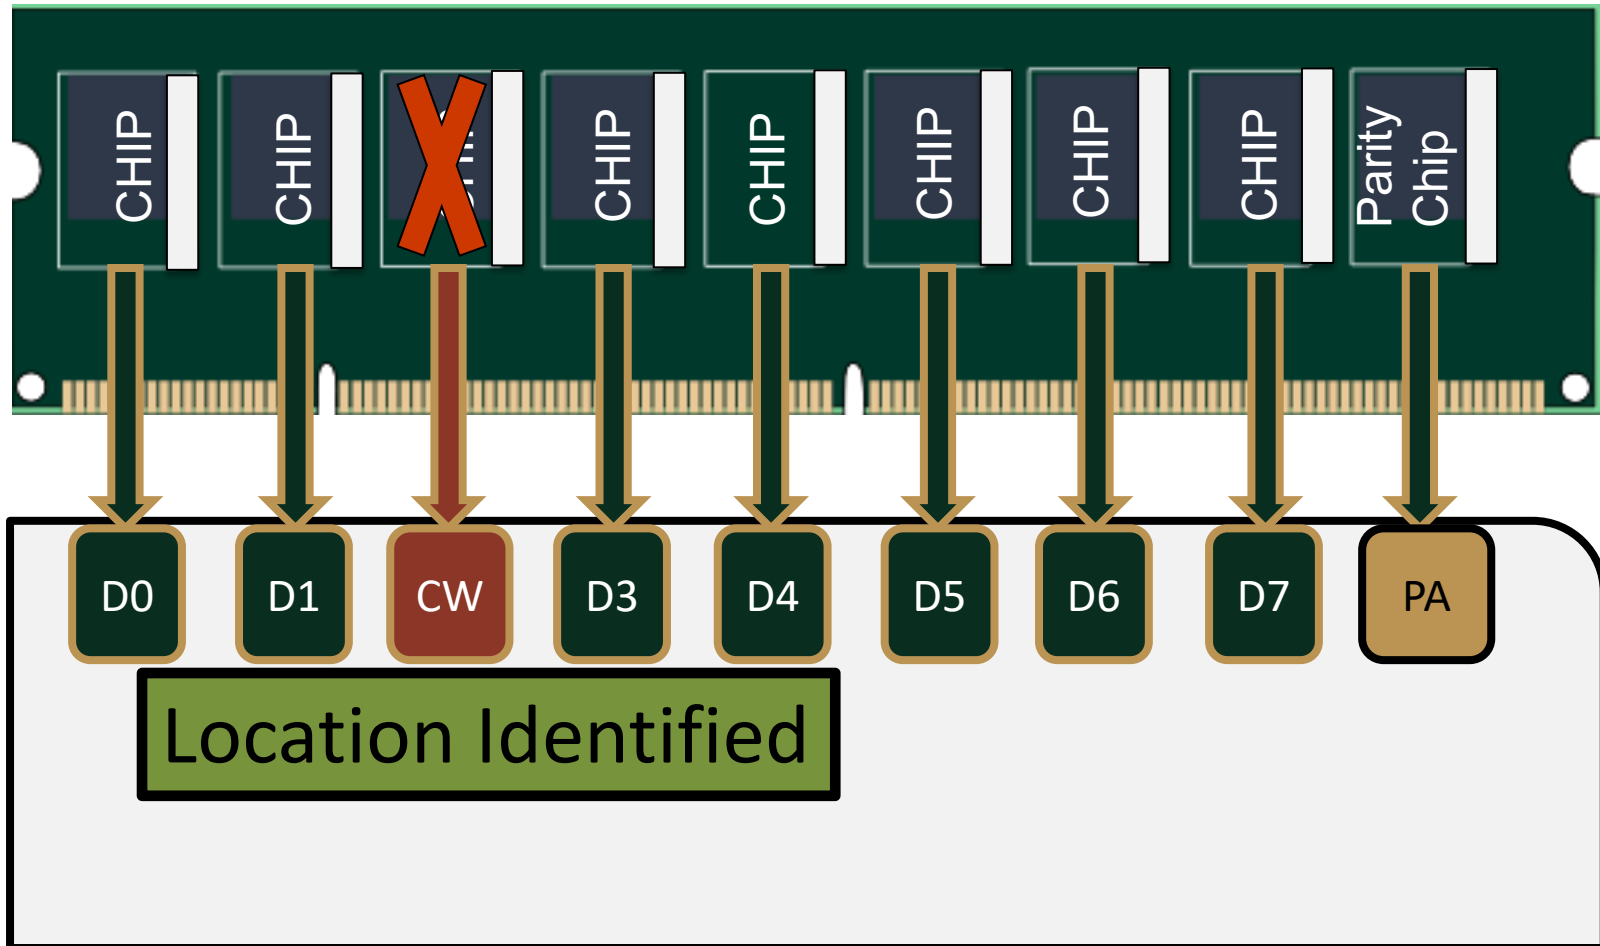 CHIP
CHIP
CHIP
CHIP
CHIP
CHIP
CHIP
Parity
Chip
D0
D1
CW
D3
D4
D5
D6
D7
PA
Location Identified